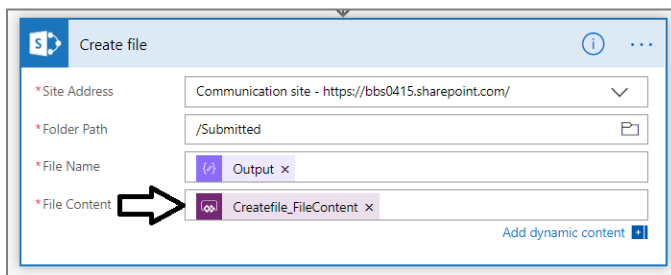 Create file
*Site Address
Communication site - https://bbs0415.sharepoint.com/
*Folder Path
/Submitted
*File Name
Output ×
*File Content
Createfile_FileContent ×
Add dynamic content